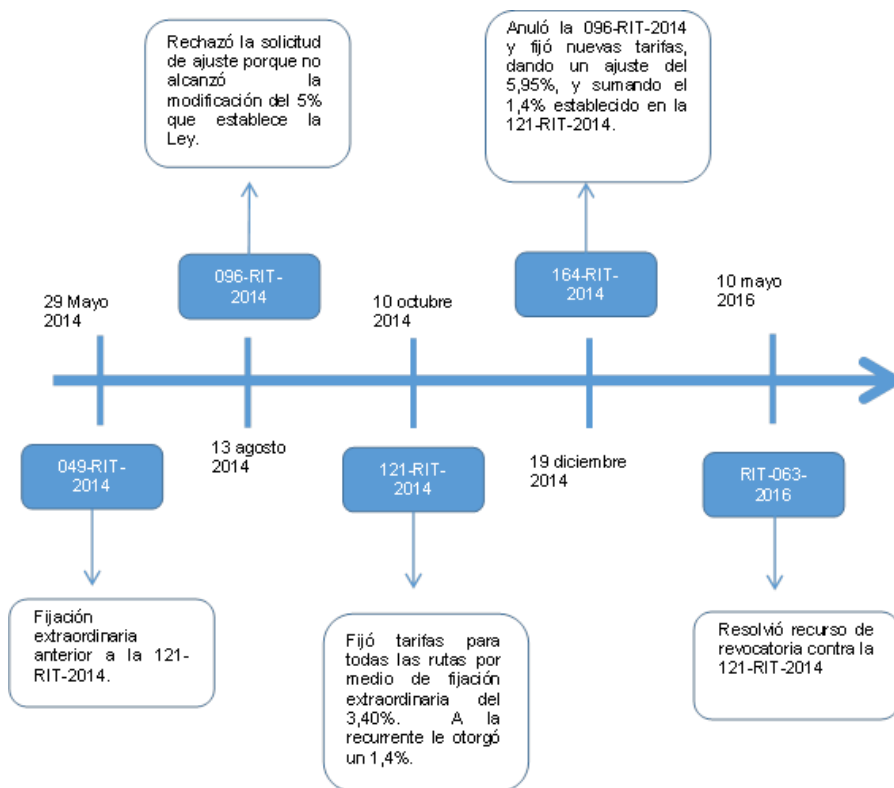 Rechazó la solicitud
de ajuste porque no
alcanzó la
modificación del 5%
que establece la
Ley.
Anuló la 096-RIT-2014
y fijó nuevas tarifas,
dando un ajuste del
5,95%, y sumando el
1,4% establecido en la
121-RIT-2014.
096-RIT-
2014
164-RIT-
2014
29 Mayo
2014
10 octubre
2014
10 mayo
2016
13 agosto
2014
19 diciembre
2014
049-RIT-
2014
121-RIT-
2014
RIT-063-
2016
Fijación
extraordinaria
anterior a la 121-
RIT-2014.
Fijó tarifas para
todas las rutas por
medio de fijación
extraordinaria del
3,40%. A la
recurrente le otorgó
un 1,4%.
Resolvió recurso de
revocatoria contra la
121-RIT-2014